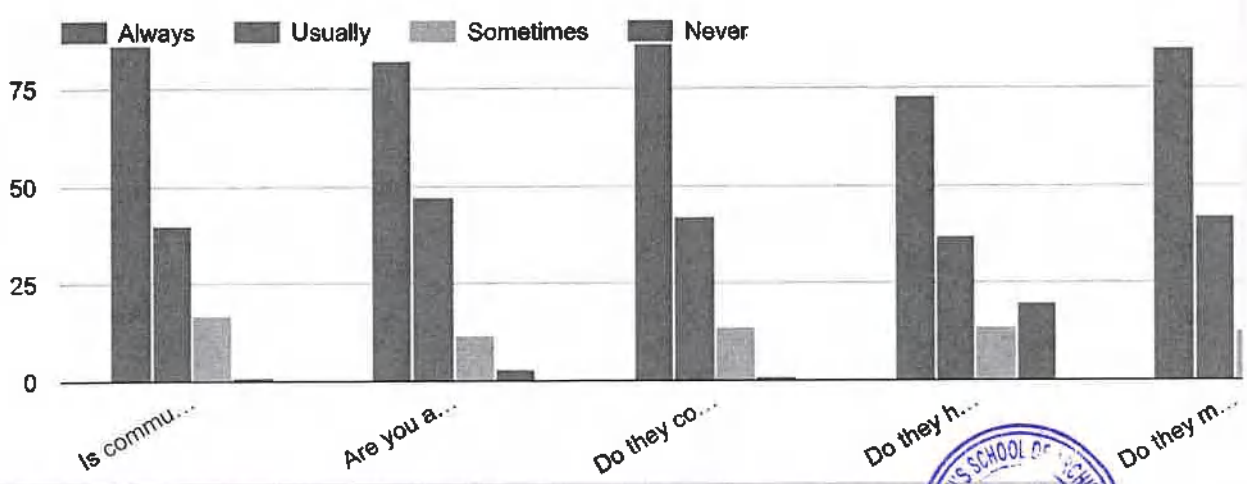 Always Usually Sometimes Never
75
50
25
0
Is commu...
Are you a...
Do they co...
Do they h...
Do they m...
SCHOOL OF